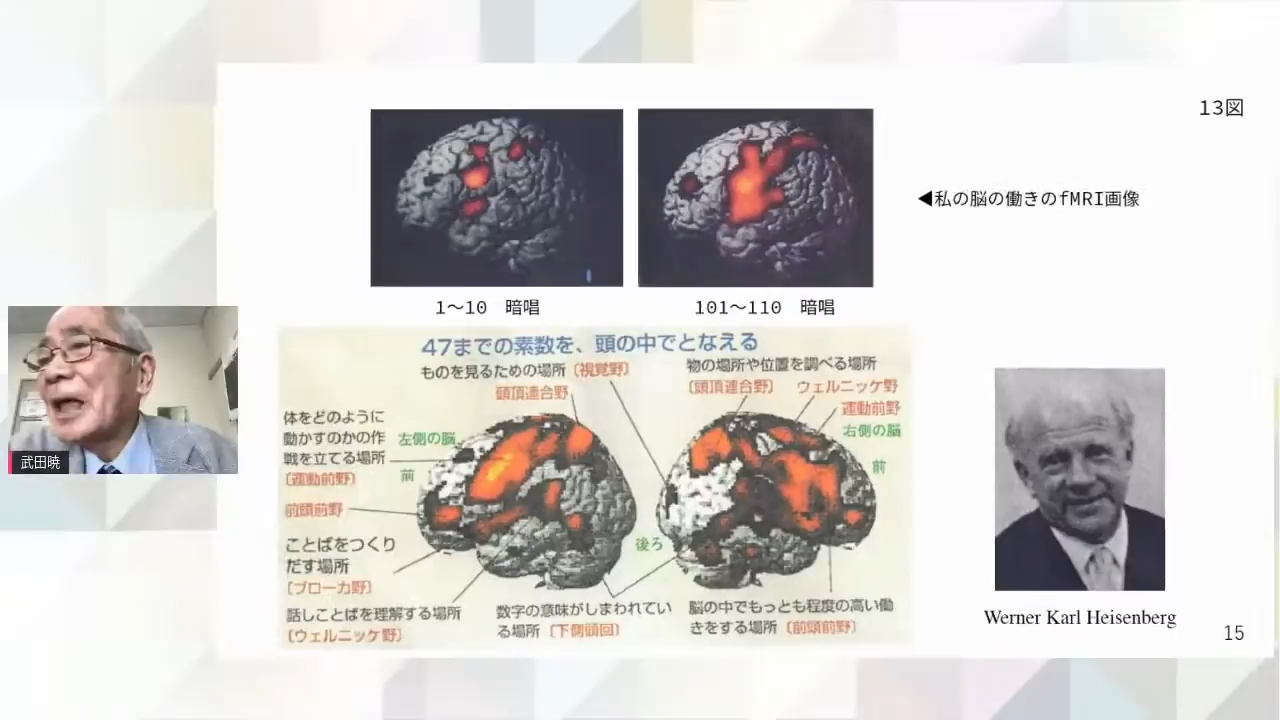 13図
◀私の脳の働きのfMRI画像
1～10 暗唱
101～110 暗唱
47までの素数を、頭の中でとなえる
ものを見るための場所〔視覚野〕
頭頂連合野
物の場所や位置を調べる場所
〔頭頂連合野〕
ウェルニッケ野
運動前野
右側の脳
前
体をどのように
動かすのかの作
戦を立てる場所
〔運動前野〕
左側の脳
前
前頭前野
ことばをつくり
だす場所
〔ブローカ野〕
話しことばを理解する場所
〔ウェルニッケ野〕
後ろ
数字の意味がしまわれてい
る場所〔下側頭回〕
脳の中でもっとも程度の高い働
きをする場所〔前頭前野〕
武田暁
Werner Karl Heisenberg
15